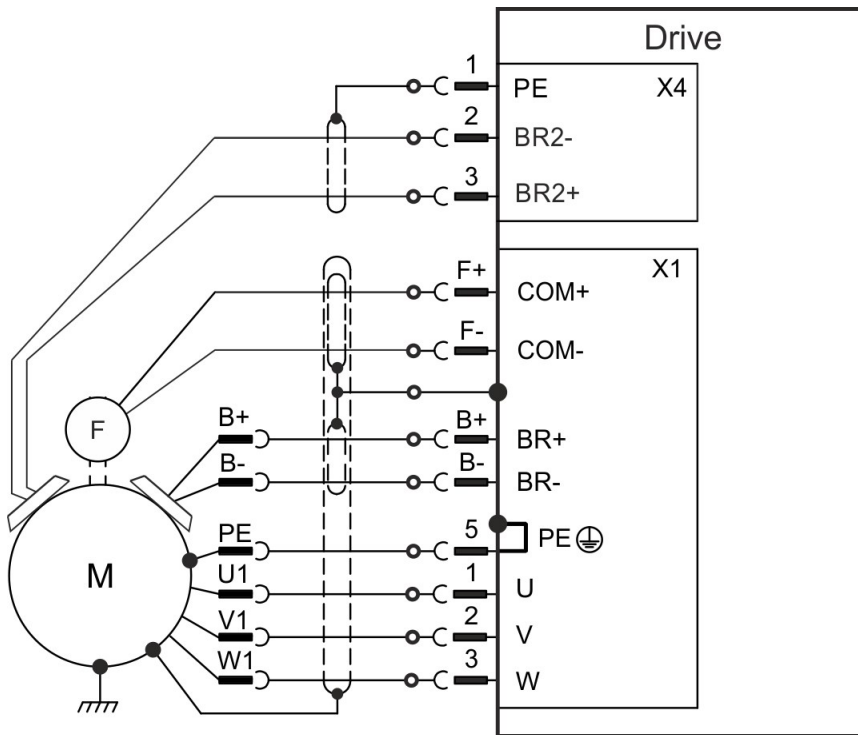 Drive
1
PE
X4
2
BR2-
3
BR2+
X1
F+
COM+
F-
COM-
F
B+
B+
BR+
B-
B-
BR-
PE
5
PE
M
U1
1
U
V1
2
V
W1
3
W